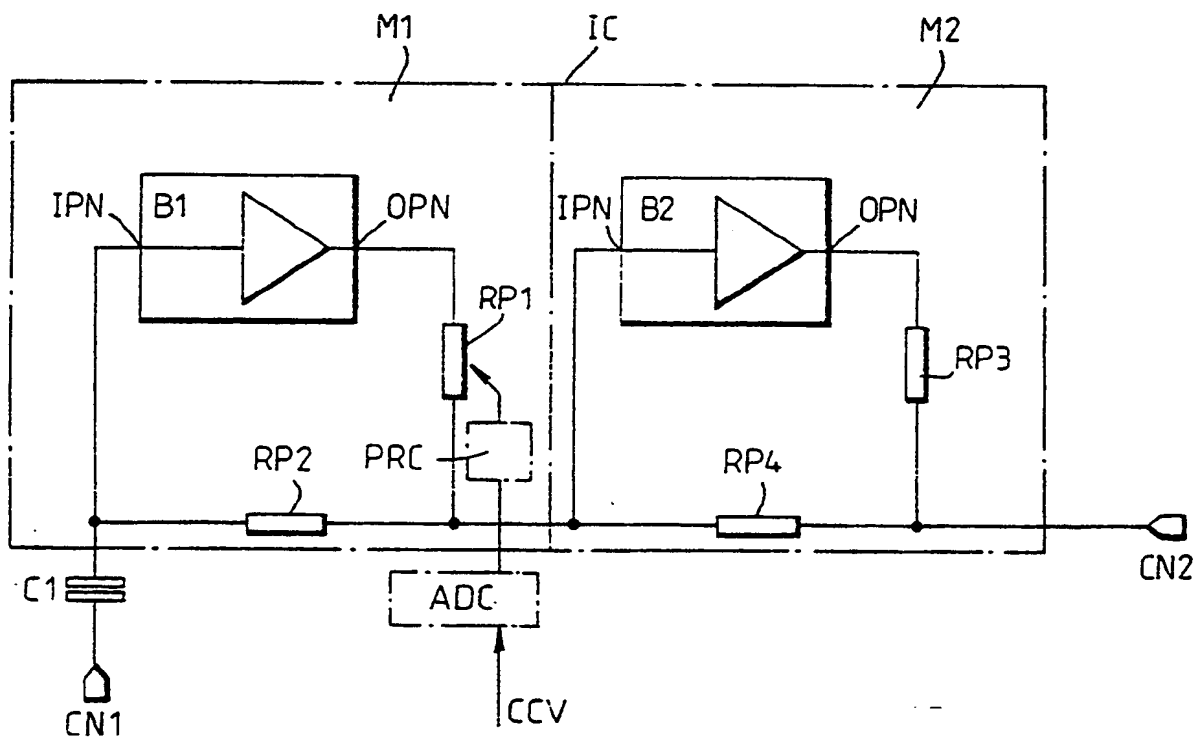 M1
IC
M2
IPN
B1
OPN
IPN
B2
OPN
RP1
RP3
PRC
RP2
RP4
C1
ADC
CN2
CN1
CCV